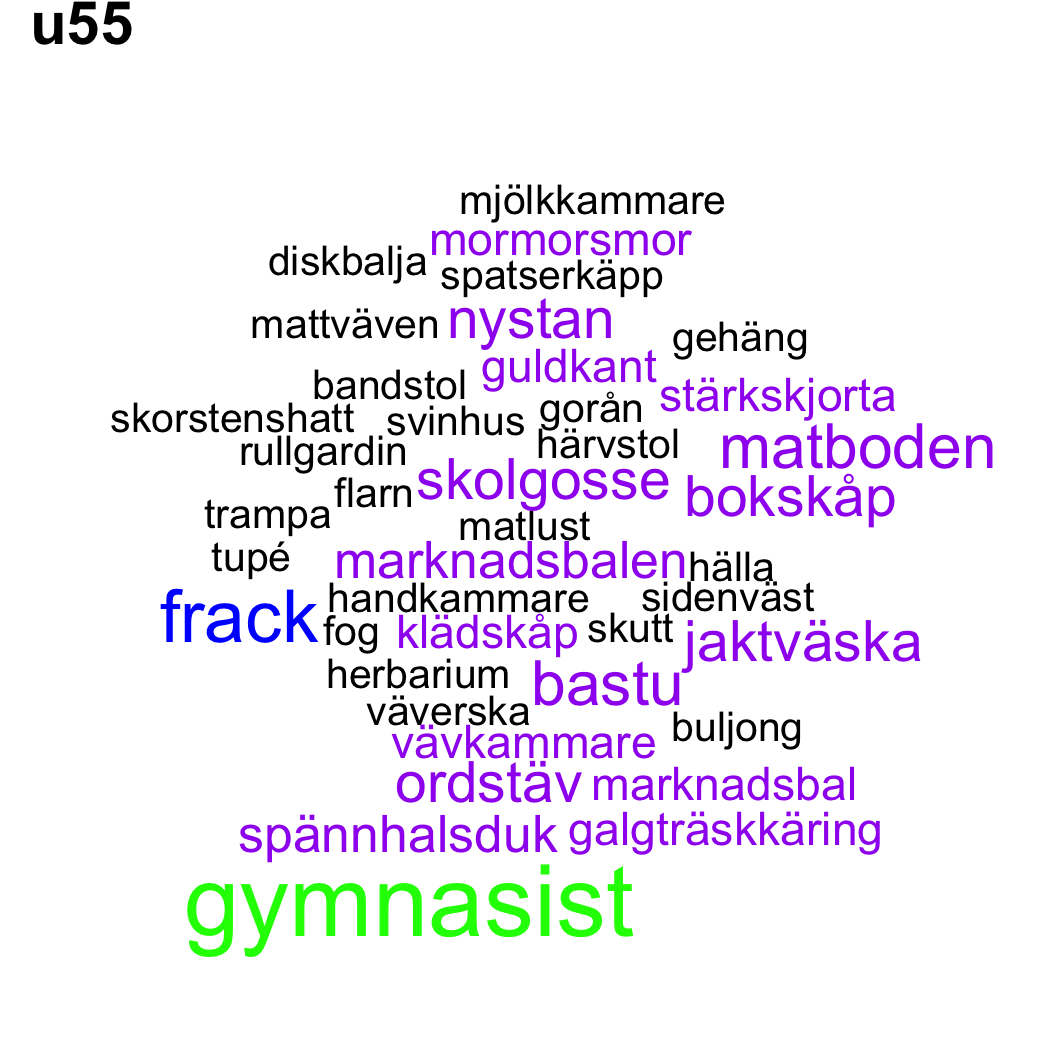 u55
mjölkkammare
mormorsmor
diskbalja spatserkäpp
mattväven nystan gehäng
guldkant
bandstol stärkskjorta
skorstenshatt svinhus gorån
rullgardin härvstol matboden
flarn skolgosse bokskåp
trampa matlust
tupé marknadsbalen hälla
frack handkammare sidenväst
fog klädskåp skutt jaktväska
herbarium bastu
väverska buljong
vävkammare
ordstäv marknadsbal
spännhalsduk galgträskkäring
gymnasist